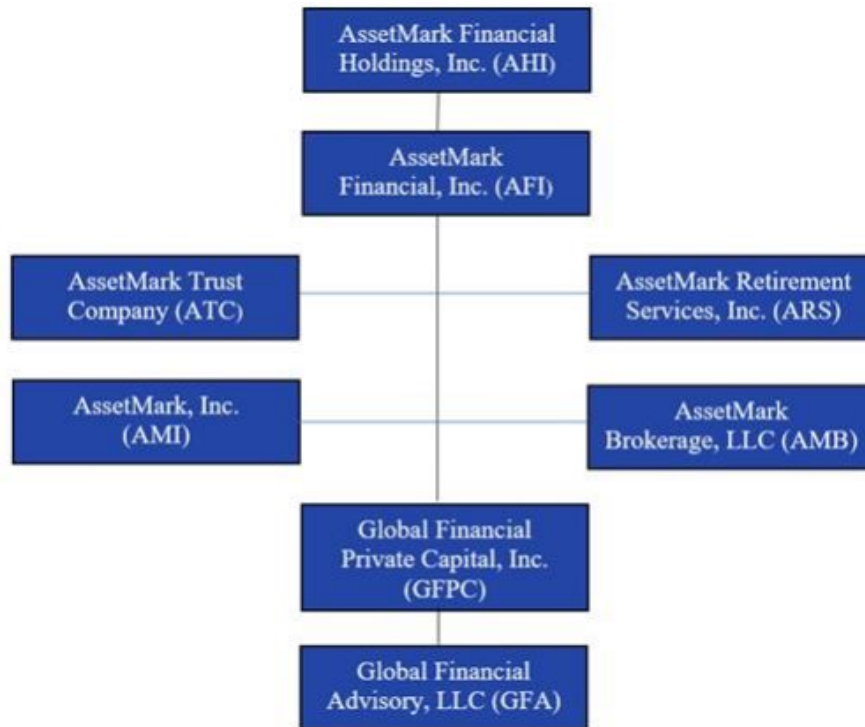 AssetMark Financial
Holdings, Inc. (AHI)
AssetMark
Financial, Inc. (AFI)
AssetMark Trust
Company (ATC)
AssetMark Retirement
Services, Inc. (ARS)
AssetMark, Inc.
(AMI)
AssetMark
Brokerage, LLC (AMB)
Global Financial
Private Capital, Inc.
(GFPC)
Global Financial
Advisory, LLC (GFA)